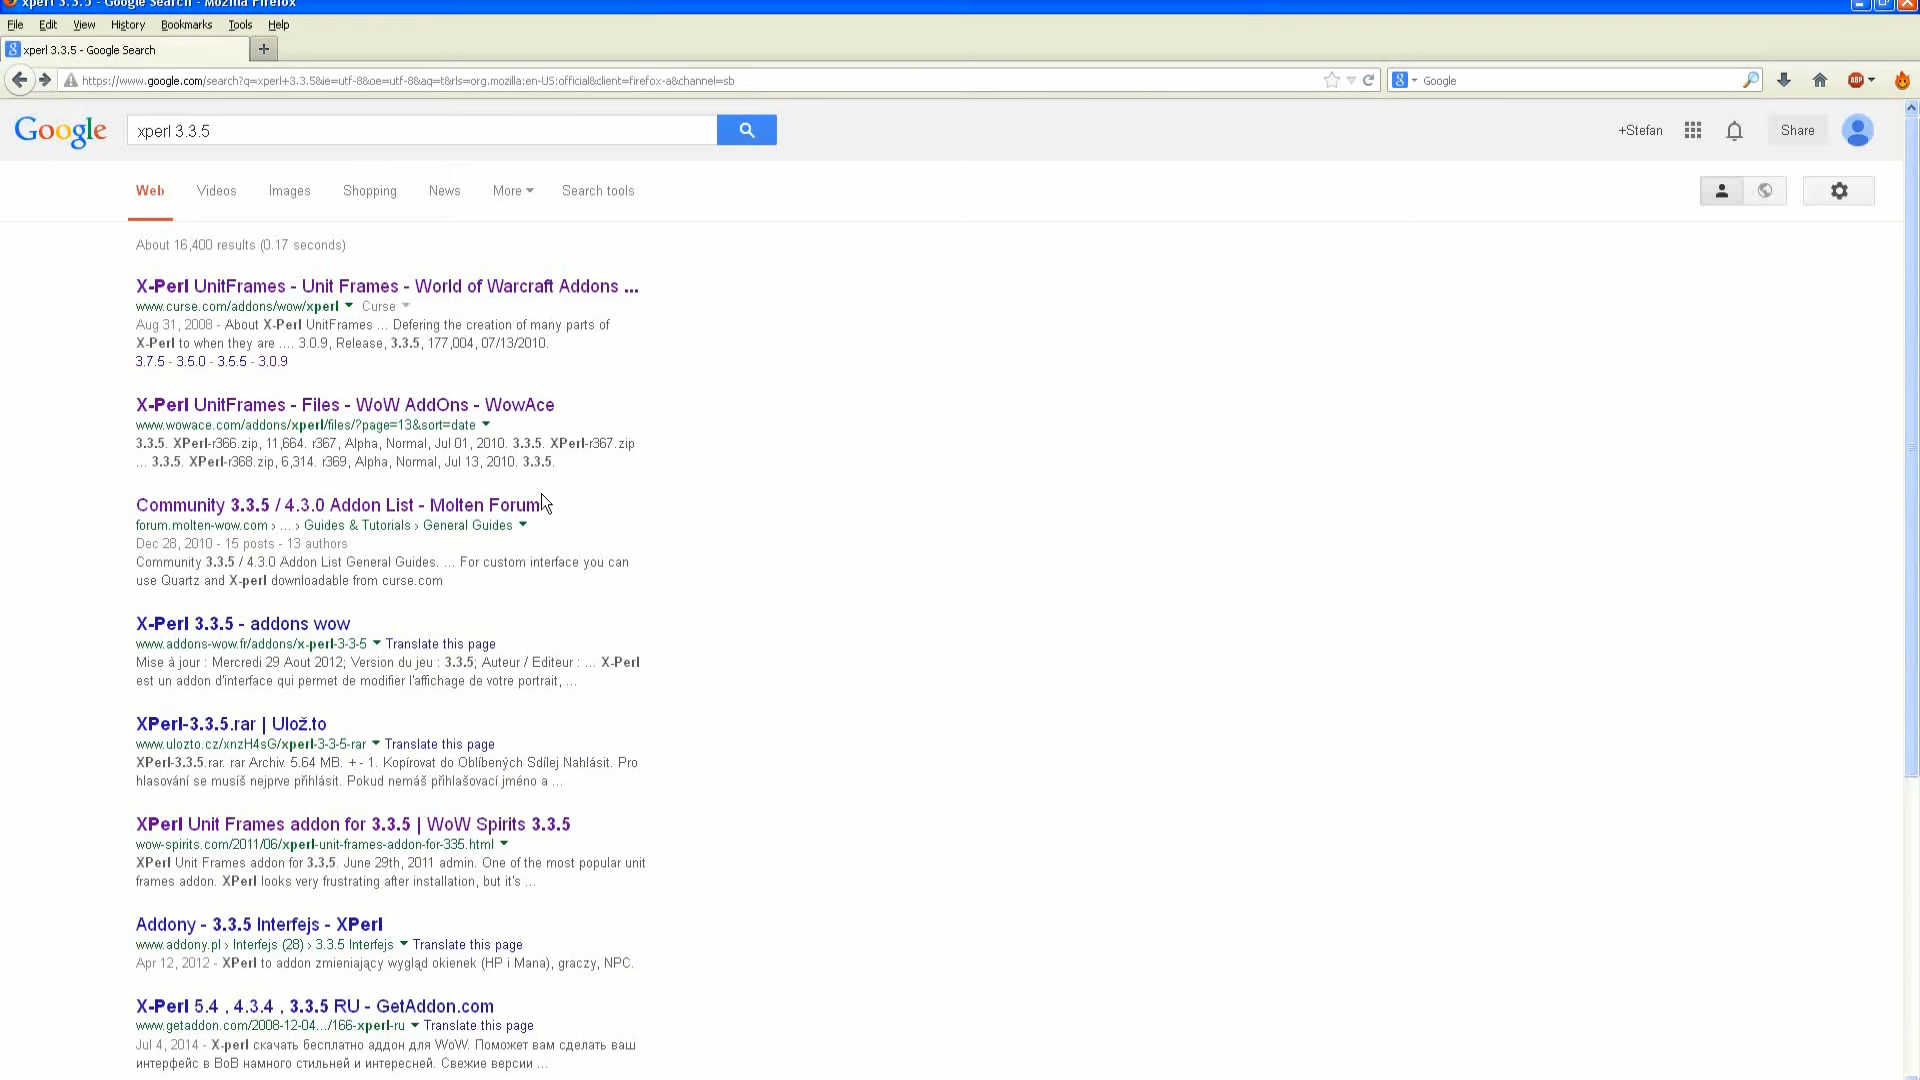 xperl 3.3.5 - Google Search - Mozilla Firefox
File Edit View History Bookmarks Tools Help
xperl 3.3.5 - Google Search
https://www.google.com/search?q=xperl+3.3.5&ie=utf-8&oe=utf-8&aq=t&rls=org.mozilla:en-US:official&client=firefox-a&channel=sb
Google
ABP
Google
xperl 3.3.5
+Stefan
Share
Web Videos Images Shopping News More Search tools
About 16,400 results (0.17 seconds)
X-Perl UnitFrames - Unit Frames - World of Warcraft Addons ...
www.curse.com/addons/wow/xperl Curse
Aug 31, 2008 - About X-Perl UnitFrames ... Defering the creation of many parts of
X-Perl to when they are .... 3.0.9, Release, 3.3.5, 177,004, 07/13/2010.
3.7.5 - 3.5.0 - 3.5.5 - 3.0.9
X-Perl UnitFrames - Files - WoW AddOns - WowAce
www.wowace.com/addons/xperl/files/?page=13&sort=date
3.3.5. XPerl-r366.zip, 11,664. r367, Alpha, Normal, Jul 01, 2010. 3.3.5. XPerl-r367.zip
... 3.3.5. XPerl-r368.zip, 6,314. r369, Alpha, Normal, Jul 13, 2010. 3.3.5.
Community 3.3.5 / 4.3.0 Addon List - Molten Forum
forum.molten-wow.com › ... › Guides & Tutorials › General Guides
Dec 28, 2010 - 15 posts - 13 authors
Community 3.3.5 / 4.3.0 Addon List General Guides. ... For custom interface you can
use Quartz and X-perl downloadable from curse.com
X-Perl 3.3.5 - addons wow
www.addons-wow.fr/addons/x-perl-3-3-5 Translate this page
Mise à jour : Mercredi 29 Aout 2012; Version du jeu : 3.3.5; Auteur / Editeur : ... X-Perl
est un addon d'interface qui permet de modifier l'affichage de votre portrait, ...
XPerl-3.3.5.rar | Ulož.to
www.ulozto.cz/xnzH4sG/xperl-3-3-5-rar Translate this page
XPerl-3.3.5.rar. rar Archiv. 5.64 MB. + - 1. Kopírovat do Oblíbených Sdílej Nahlásit. Pro
hlasování se musíš nejprve přihlásit. Pokud nemáš přihlašovací jméno a ...
XPerl Unit Frames addon for 3.3.5 | WoW Spirits 3.3.5
wow-spirits.com/2011/06/xperl-unit-frames-addon-for-335.html
XPerl Unit Frames addon for 3.3.5. June 29th, 2011 admin. One of the most popular unit
frames addon. XPerl looks very frustrating after installation, but it's ...
Addony - 3.3.5 Interfejs - XPerl
www.addony.pl › Interfejs (28) › 3.3.5 Interfejs Translate this page
Apr 12, 2012 - XPerl to addon zmieniający wygląd okienek (HP i Mana), graczy, NPC.
X-Perl 5.4 , 4.3.4 , 3.3.5 RU - GetAddon.com
www.getaddon.com/2008-12-04.../166-xperl-ru Translate this page
Jul 4, 2014 - X-perl скачать бесплатно аддон для WoW. Поможет вам сделать ваш
интерфейс в ВоВ намного стильней и интересней. Свежие версии ...